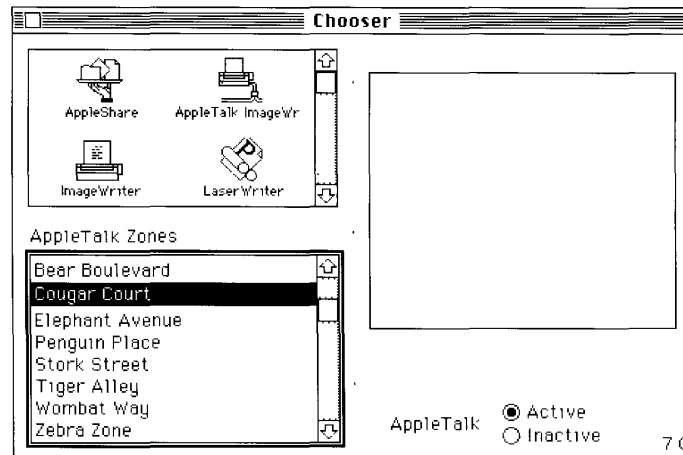 Chooser
AppleShare
AppleTalk ImageWr
ImageWriter
LaserWriter
AppleTalk Zones
Bear Boulevard
Cougar Court
Elephant Avenue
Penguin Place
Stork Street
Tiger Alley
Wombat Way
Zebra Zone
AppleTalk
Active
Inactive